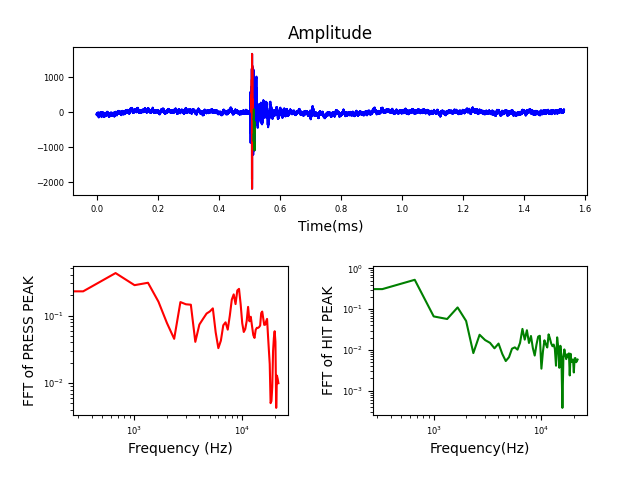 Amplitude
1000
0
−1000
−2000
0.0 0.2 0.4 0.6 0.8 1.0 1.2 1.4 1.6
Time(ms)
FFT of PRESS PEAK
10⁻¹
10⁻²
10³ 10⁴
Frequency (Hz)
FFT of HIT PEAK
10⁰
10⁻¹
10⁻²
10⁻³
10³ 10⁴
Frequency(Hz)